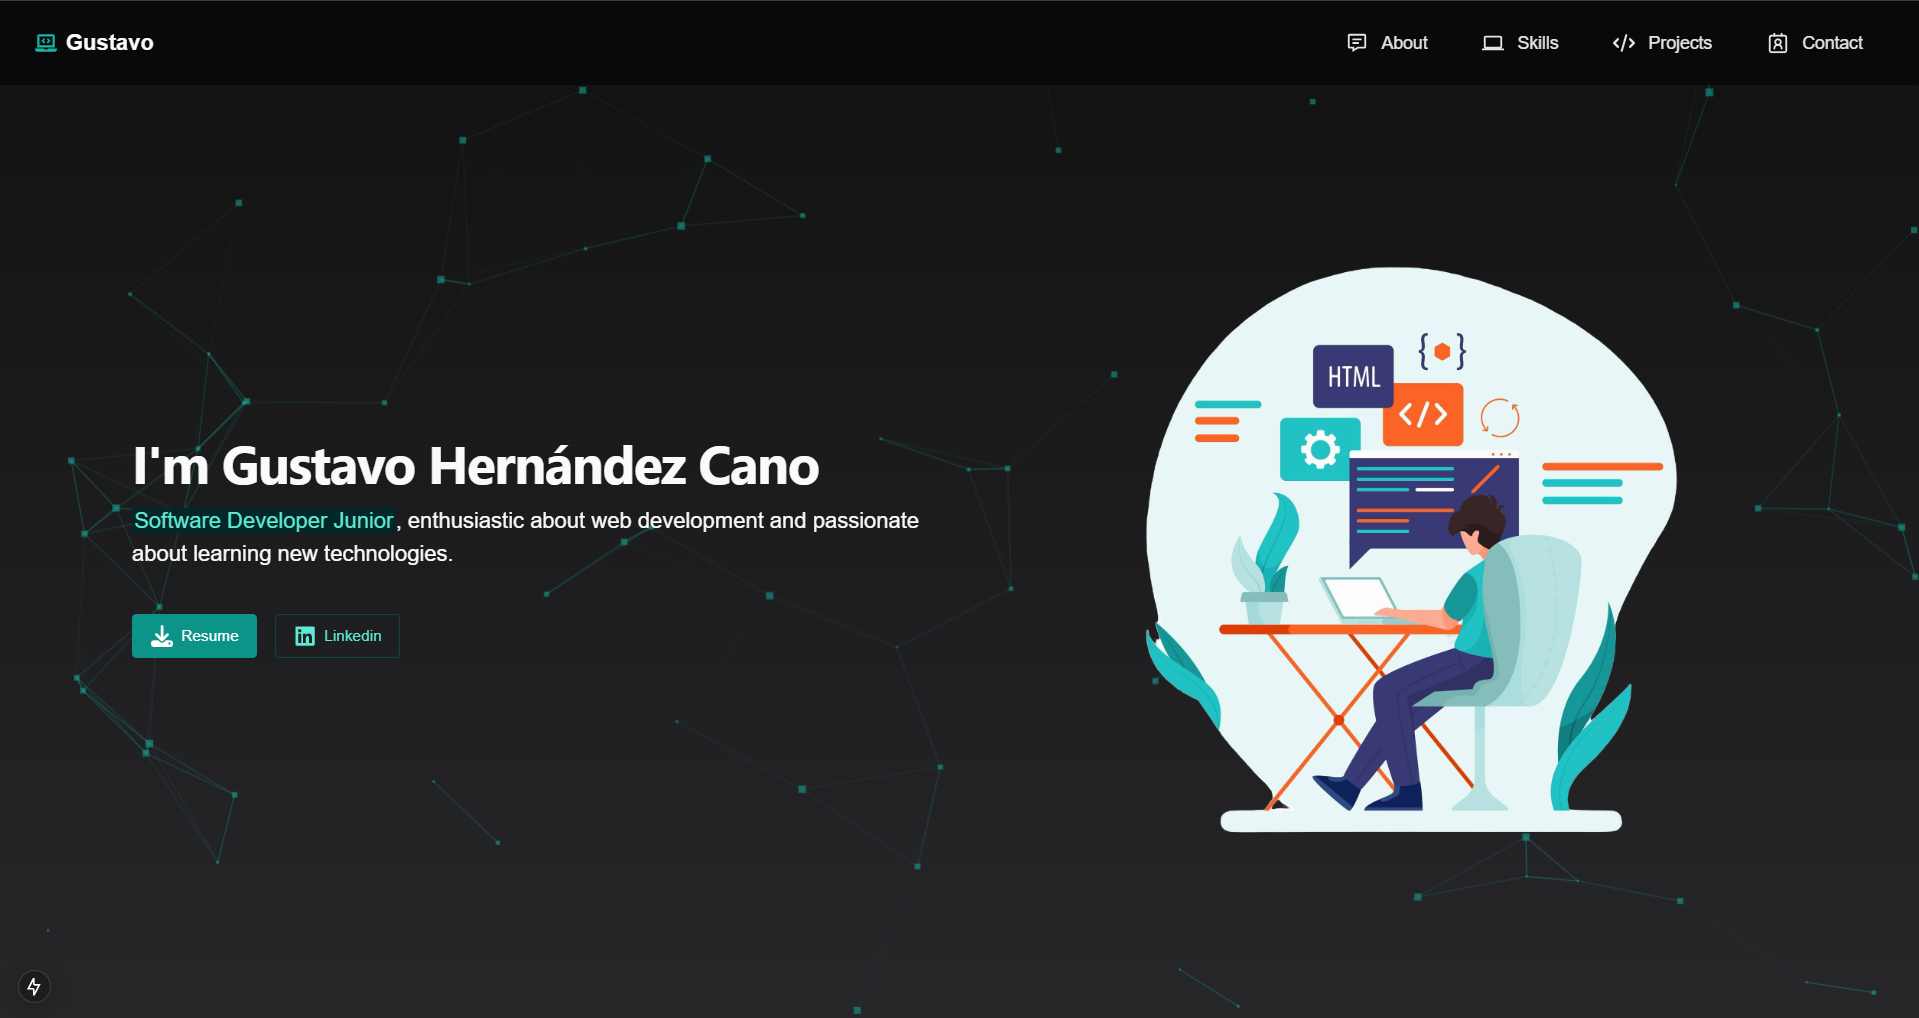 Gustavo
About
Skills
Projects
Contact
HTML
I'm Gustavo Hernández Cano
Software Developer Junior, enthusiastic about web development and passionate
about learning new technologies.
Resume
Linkedin